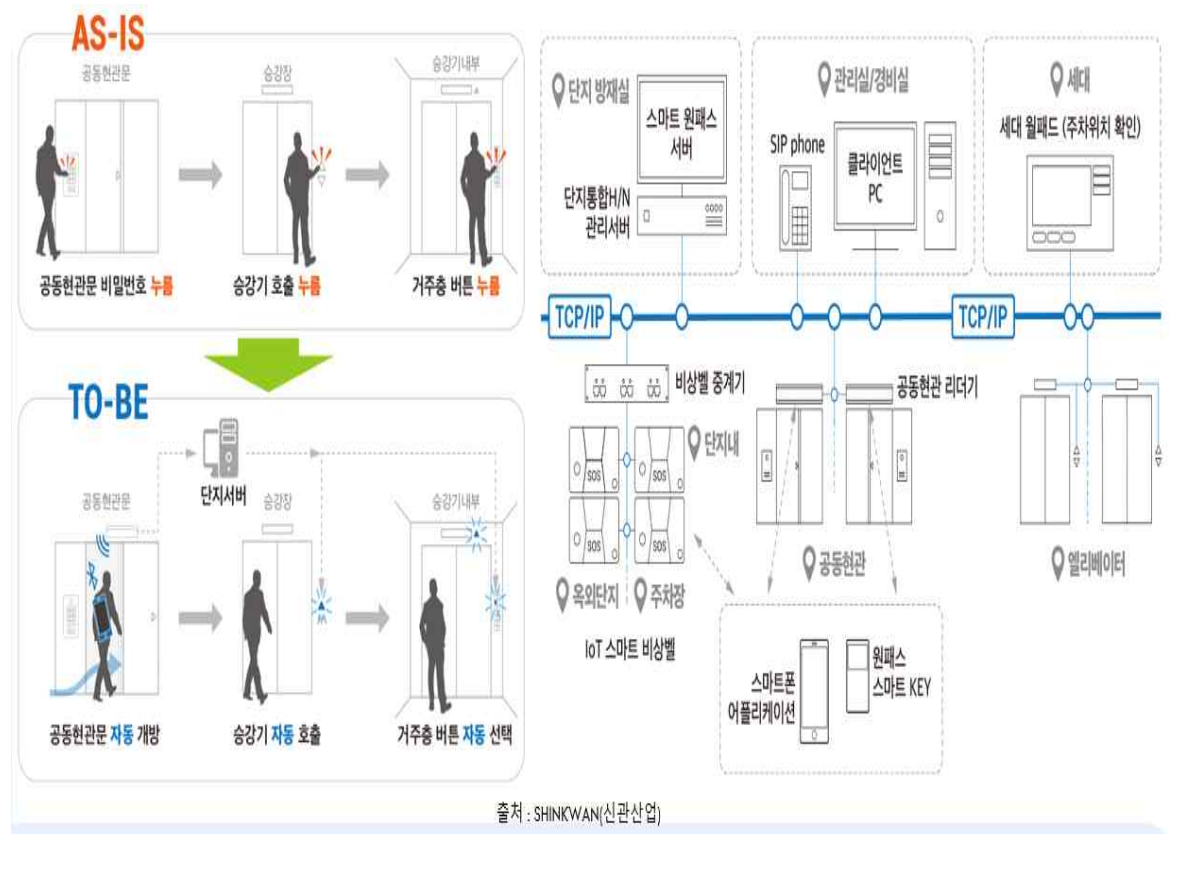 AS-IS
공동현관문
승강장
승강기내부
공동현관문 비밀번호 누름
승강기 호출 누름
거주층 버튼 누름
TO-BE
단지서버
공동현관문
승강장
승강기내부
공동현관문 자동 개방
승강기 자동 호출
거주층 버튼 자동 선택
단지 방재실
스마트 원패스
서버
단지통합H/N
관리서버
관리실/경비실
SIP phone
클라이언트
PC
세대
세대 월패드 (주차위치 확인)
TCP/IP
TCP/IP
비상벨 중계기
단지내
SOS
SOS
SOS
SOS
옥외단지
주차장
IoT 스마트 비상벨
공동현관 리더기
공동현관
엘리베이터
스마트폰
어플리케이션
원패스
스마트 KEY
출처 : SHINKWAN(신관산업)